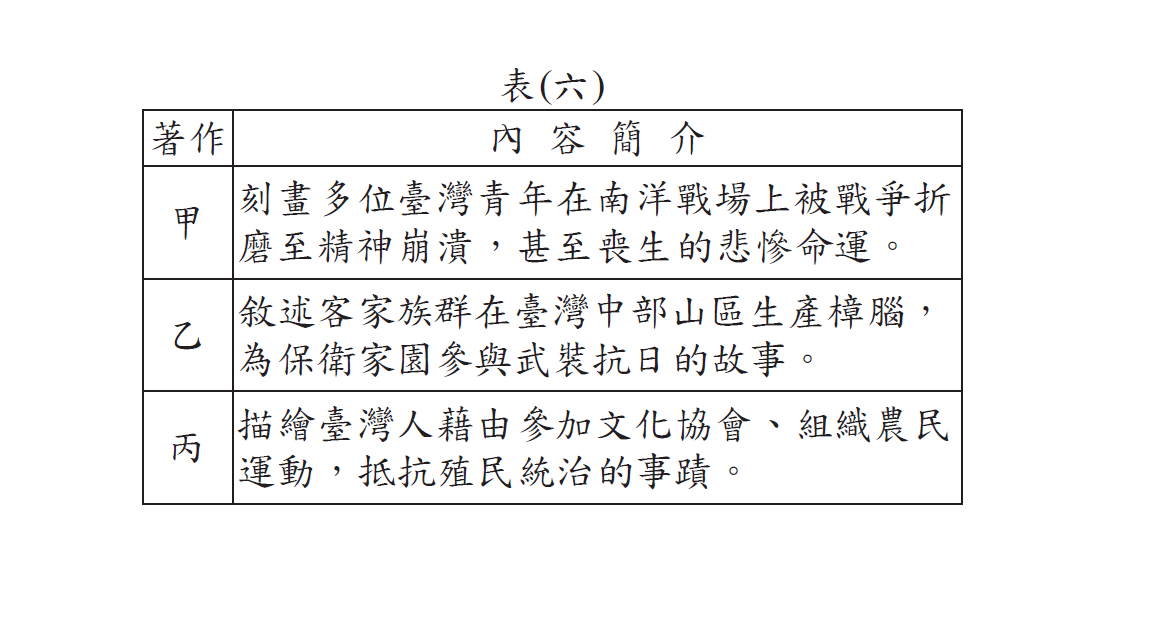 表(六)
著作 內容簡介
甲 刻畫多位臺灣青年在南洋戰場上被戰爭折
磨至精神崩潰，甚至喪生的悲慘命運。
乙 敘述客家族群在臺灣中部山區生產樟腦，
為保衛家園參與武裝抗日的故事。
丙 描繪臺灣人藉由參加文化協會、組織農民
運動，抵抗殖民統治的事蹟。